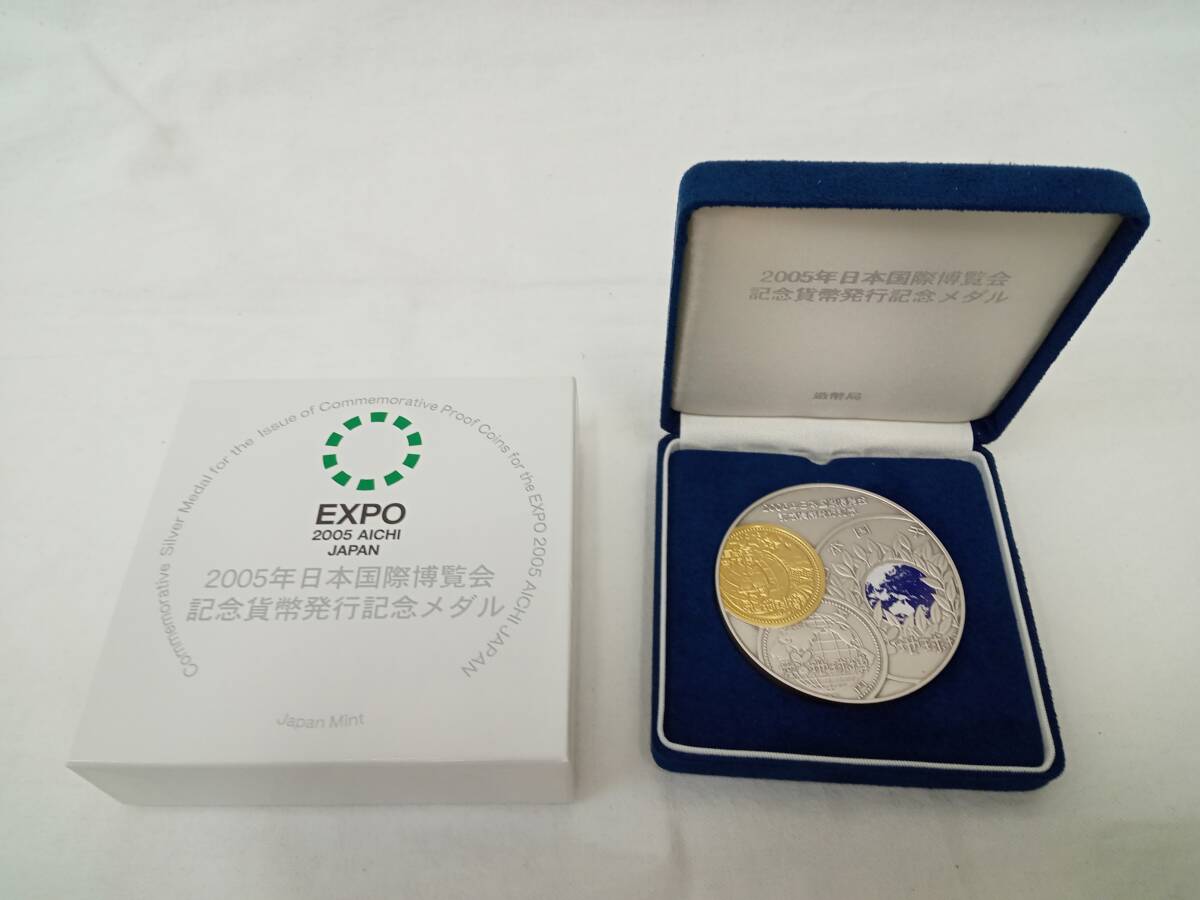 Commemorative Silver Medal for the Issue of Commemorative Proof Coins for the EXPO 2005 AICHI JAPAN
EXPO
2005 AICHI
JAPAN
2005年日本国際博覧会
記念貨幣発行記念メダル
Japan Mint
2005年日本国際博覧会
記念貨幣発行記念メダル
造幣局